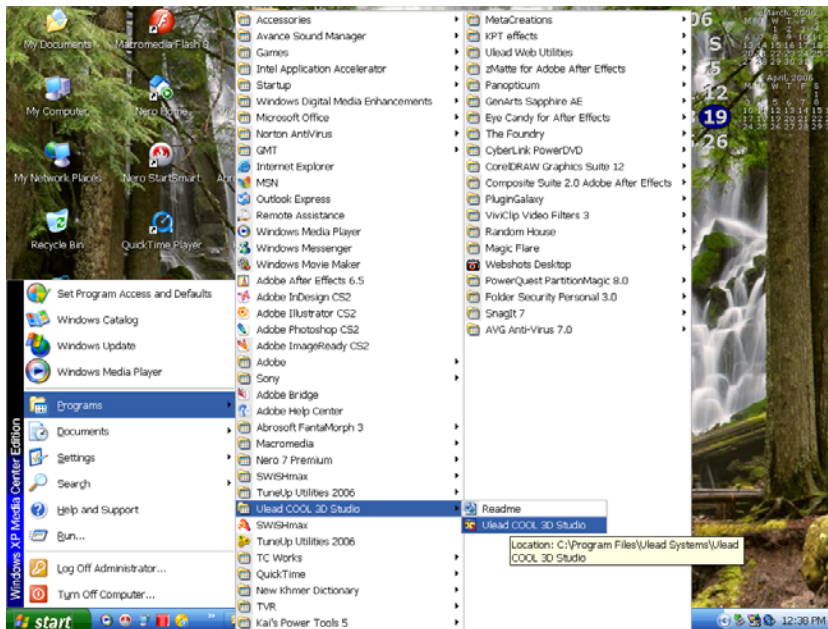 My Documents
Macromedia Flash 8
My Computer
Nero Home
My Network Places
Nero StartSmart
Recycle Bin
QuickTime Player
Set Program Access and Defaults
Windows Catalog
Windows Update
Windows Media Player
Programs
Documents
Settings
Search
Help and Support
Run...
Log Off Administrator...
Turn Off Computer...
Windows XP Media Center Edition
start
Accessories
Avance Sound Manager
Games
Intel Application Accelerator
Startup
Windows Digital Media Enhancements
Microsoft Office
Norton AntiVirus
GMT
Internet Explorer
MSN
Outlook Express
Remote Assistance
Windows Media Player
Windows Messenger
Windows Movie Maker
Adobe After Effects 6.5
Adobe InDesign CS2
Adobe Illustrator CS2
Adobe Photoshop CS2
Adobe ImageReady CS2
Adobe
Sony
Adobe Bridge
Adobe Help Center
Abrosoft FantaMorph 3
Macromedia
Nero 7 Premium
SWiSHmax
TuneUp Utilities 2006
Ulead COOL 3D Studio
SWiSHmax
TuneUp Utilities 2006
TC Works
QuickTime
New Khmer Dictionary
TVR
Kai's Power Tools 5
MetaCreations
KPT effects
Ulead Web Utilities
zMatte for Adobe After Effects
Panopticum
GenArts Sapphire AE
Eye Candy for After Effects
The Foundry
CyberLink PowerDVD
CorelDRAW Graphics Suite 12
Composite Suite 2.0 Adobe After Effects
PluginGalaxy
ViviClip Video Filters 3
Random House
Magic Flare
Webshots Desktop
PowerQuest PartitionMagic 8.0
Folder Security Personal 3.0
SnagIt 7
AVG Anti-Virus 7.0
Readme
Ulead COOL 3D Studio
Location: C:\Program Files\Ulead Systems\Ulead
COOL 3D Studio
06
S
5
12
19
26
March, 2006
April, 2006
12:38 PM